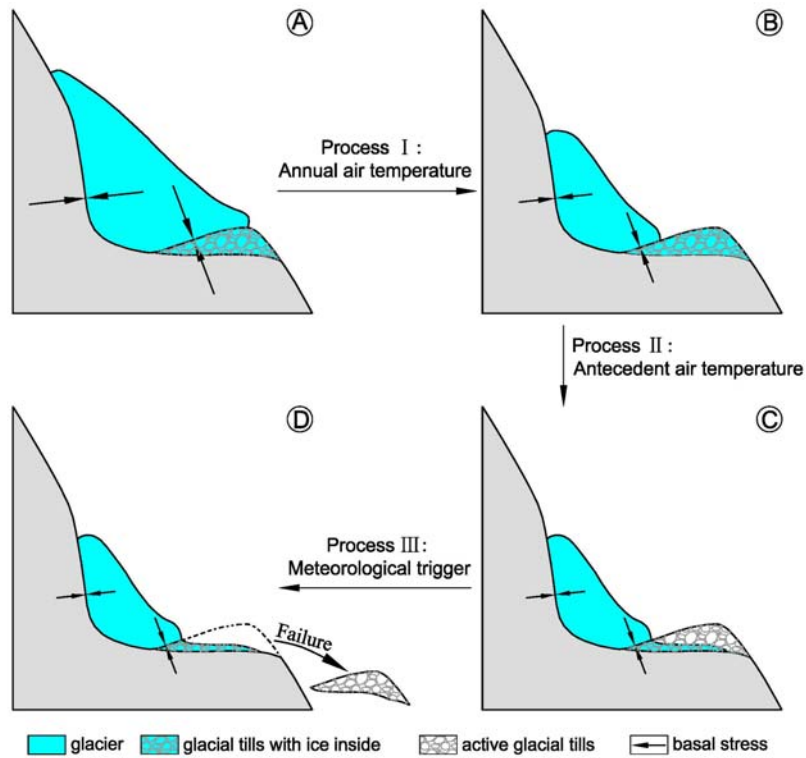 A
B
Process Ⅰ:
Annual air temperature
Process Ⅱ:
Antecedent air temperature
D
C
Process Ⅲ:
Meteorological trigger
Failure
glacier
glacial tills with ice inside
active glacial tills
basal stress